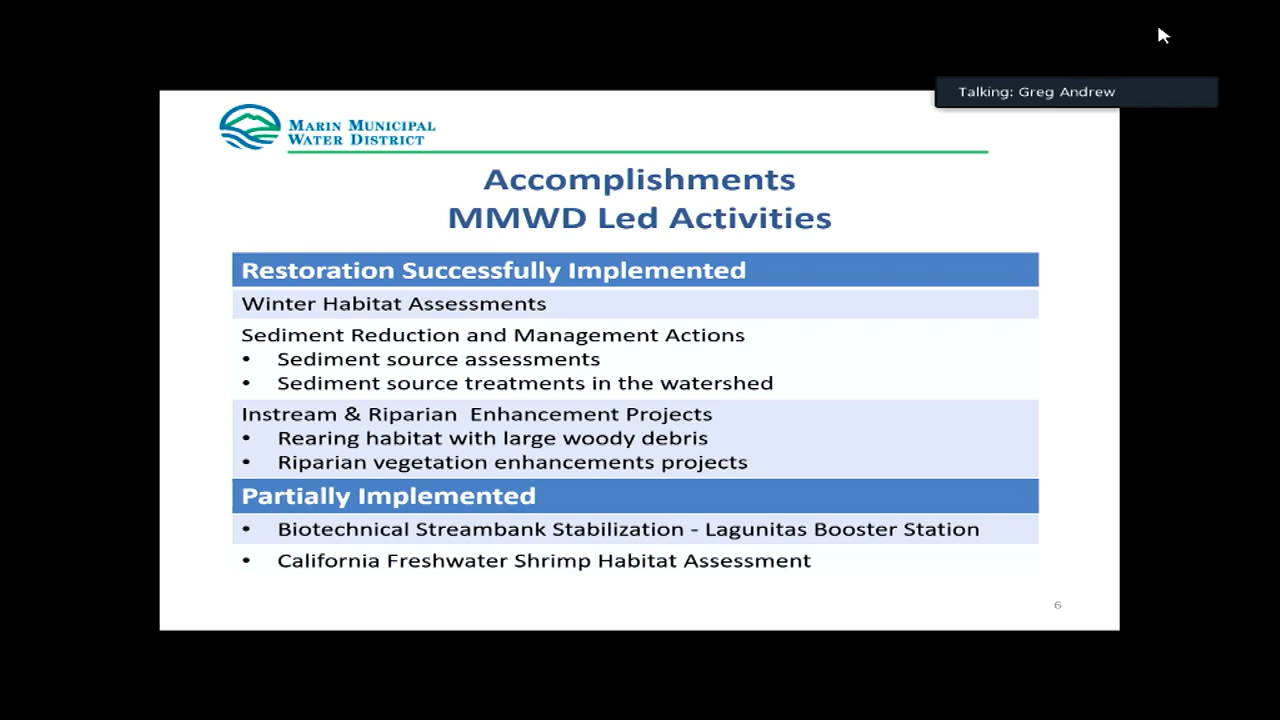 Talking: Greg Andrew
MARIN MUNICIPAL
WATER DISTRICT
Accomplishments
MMWD Led Activities
Restoration Successfully Implemented
Winter Habitat Assessments
Sediment Reduction and Management Actions
• Sediment source assessments
• Sediment source treatments in the watershed
Instream & Riparian  Enhancement Projects
• Rearing habitat with large woody debris
• Riparian vegetation enhancements projects
Partially Implemented
• Biotechnical Streambank Stabilization - Lagunitas Booster Station
• California Freshwater Shrimp Habitat Assessment
6